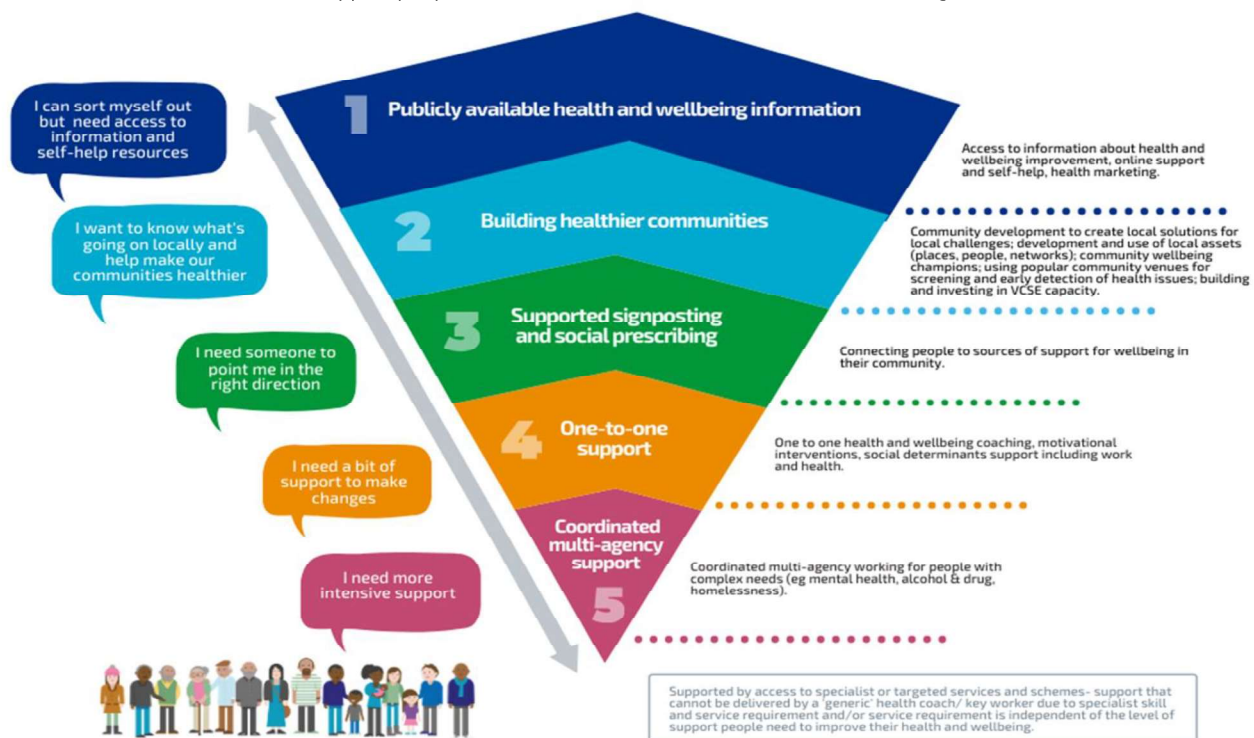 I can sort myself out
but need access to
information and
self-help resources
1
Publicly available health and wellbeing information
Access to information about health and
wellbeing improvement, online support
and self-help, health marketing.
I want to know what's
going on locally and
help make our
communities healthier
2
Building healthier communities
Community development to create local solutions for
local challenges; development and use of local assets
(places, people, networks); community wellbeing
champions; using popular community venues for
screening and early detection of health issues; building
and investing in VCSE capacity.
I need someone to
point me in the
right direction
3
Supported signposting
and social prescribing
Connecting people to sources of support for wellbeing in
their community.
I need a bit of
support to make
changes
4
One-to-one
support
One to one health and wellbeing coaching, motivational
interventions, social determinants support including work
and health.
I need more
intensive support
Coordinated
multi-agency
support
5
Coordinated multi-agency working for people with
complex needs (eg mental health, alcohol & drug,
homelessness).
Supported by access to specialist or targeted services and schemes- support that
cannot be delivered by a 'generic' health coach/ key worker due to specialist skill
and service requirement and/or service requirement is independent of the level of
support people need to improve their health and wellbeing.